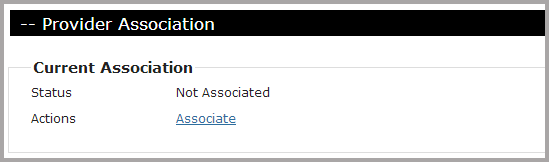 -- Provider Association
Current Association
Status Not Associated
Actions Associate